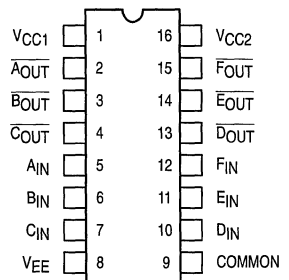 VCC1 1 16 VCC2
AOUT 2 15 FOUT
BOUT 3 14 EOUT
COUT 4 13 DOUT
AIN 5 12 FIN
BIN 6 11 EIN
CIN 7 10 DIN
VEE 8 9 COMMON